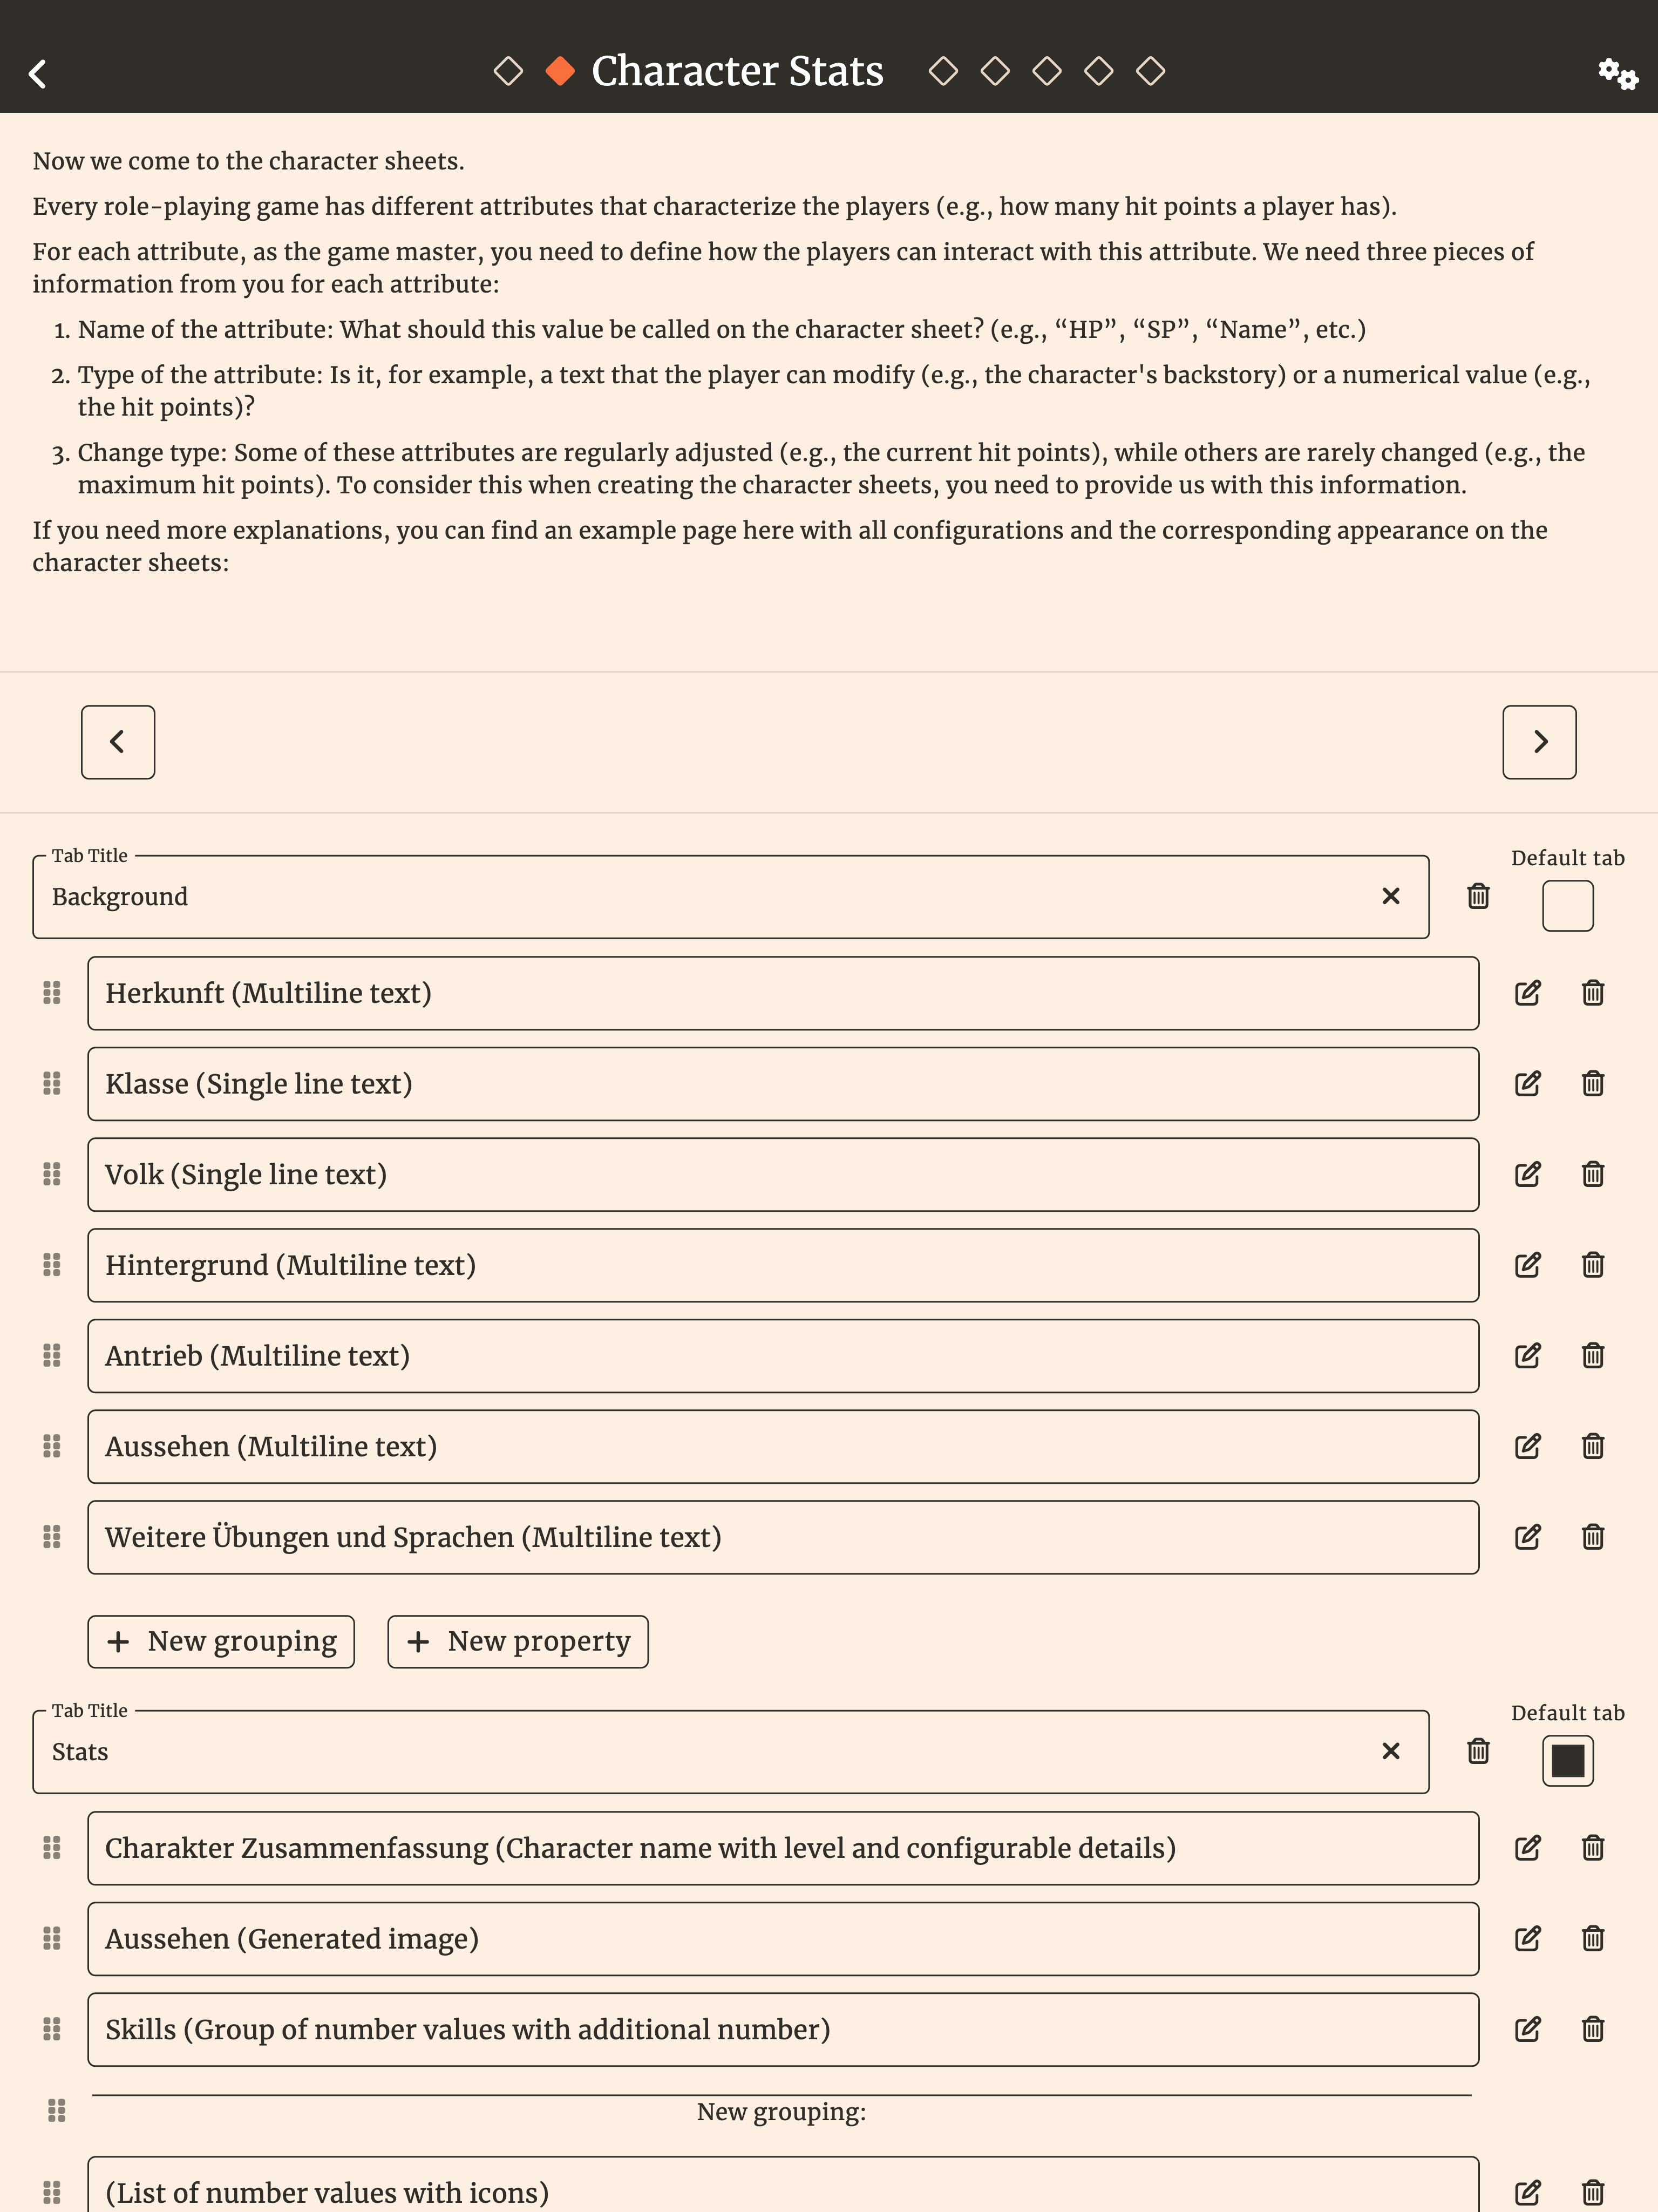 Character Stats
Now we come to the character sheets.
Every role-playing game has different attributes that characterize the players (e.g., how many hit points a player has).
For each attribute, as the game master, you need to define how the players can interact with this attribute. We need three pieces of
information from you for each attribute:
1. Name of the attribute: What should this value be called on the character sheet? (e.g., “HP”, “SP”, “Name”, etc.)
2. Type of the attribute: Is it, for example, a text that the player can modify (e.g., the character's backstory) or a numerical value (e.g.,
the hit points)?
3. Change type: Some of these attributes are regularly adjusted (e.g., the current hit points), while others are rarely changed (e.g., the
maximum hit points). To consider this when creating the character sheets, you need to provide us with this information.
If you need more explanations, you can find an example page here with all configurations and the corresponding appearance on the
character sheets:
Tab Title
Default tab
Background
Herkunft (Multiline text)
Klasse (Single line text)
Volk (Single line text)
Hintergrund (Multiline text)
Antrieb (Multiline text)
Aussehen (Multiline text)
Weitere Übungen und Sprachen (Multiline text)
New grouping
New property
Tab Title
Default tab
Stats
Charakter Zusammenfassung (Character name with level and configurable details)
Aussehen (Generated image)
Skills (Group of number values with additional number)
New grouping:
(List of number values with icons)